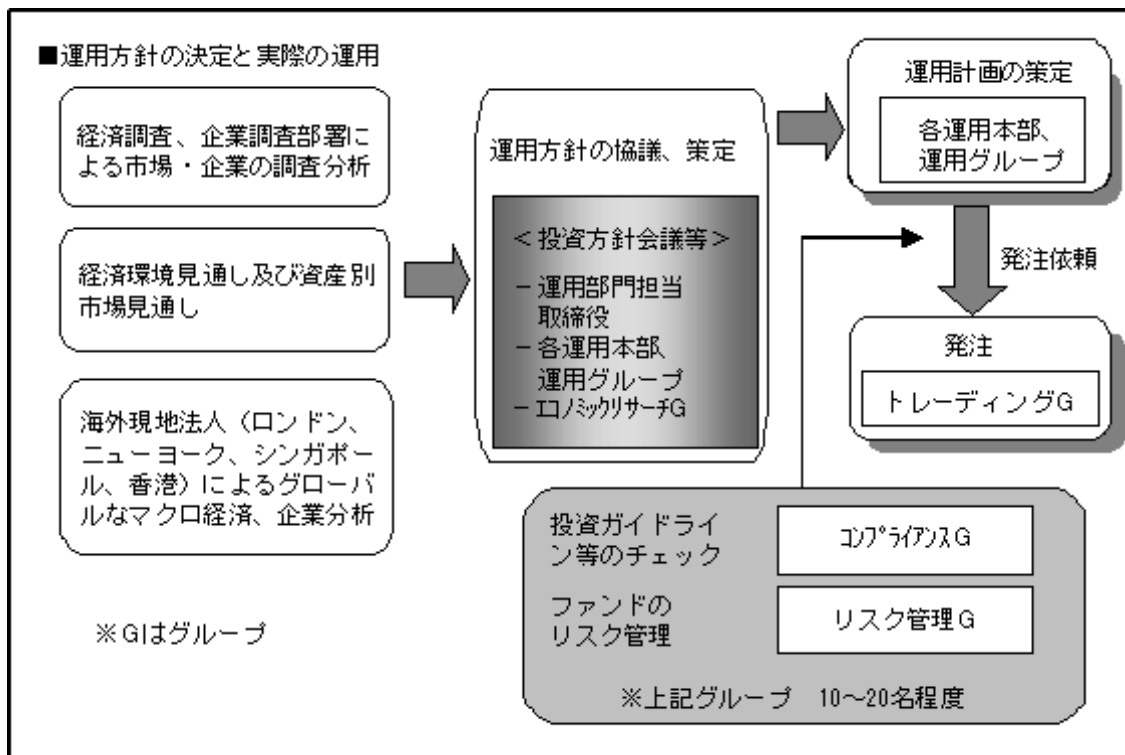 ■運用方針の決定と実際の運用
経済調査、企業調査部署に
よる市場・企業の調査分析
経済環境見通し及び資産別
市場見通し
海外現地法人（ロンドン、
ニューヨーク、シンガポー
ル、香港）によるグローバ
ルなマクロ経済、企業分析
※Gはグループ
運用方針の協議、策定
＜投資方針会議等＞
－運用部門担当
取締役
－各運用本部、
運用グループ
－ｴｺﾉﾐｯｸﾘｻｰﾁG
運用計画の策定
各運用本部、
運用グループ
発注依頼
発注
トレーディングG
投資ガイドライ
ン等のチェック
ｺﾝﾌﾟﾗｲｱﾝｽG
ファンドの
リスク管理
リスク管理G
※上記グループ　10～20名程度